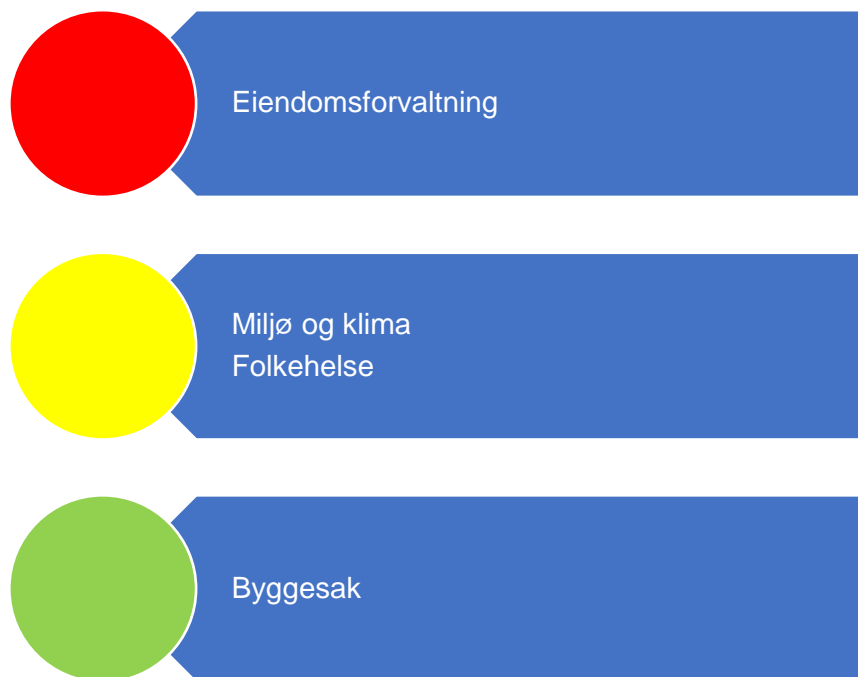 Eiendomsforvaltning
Miljø og klima
Folkehelse
Byggesak